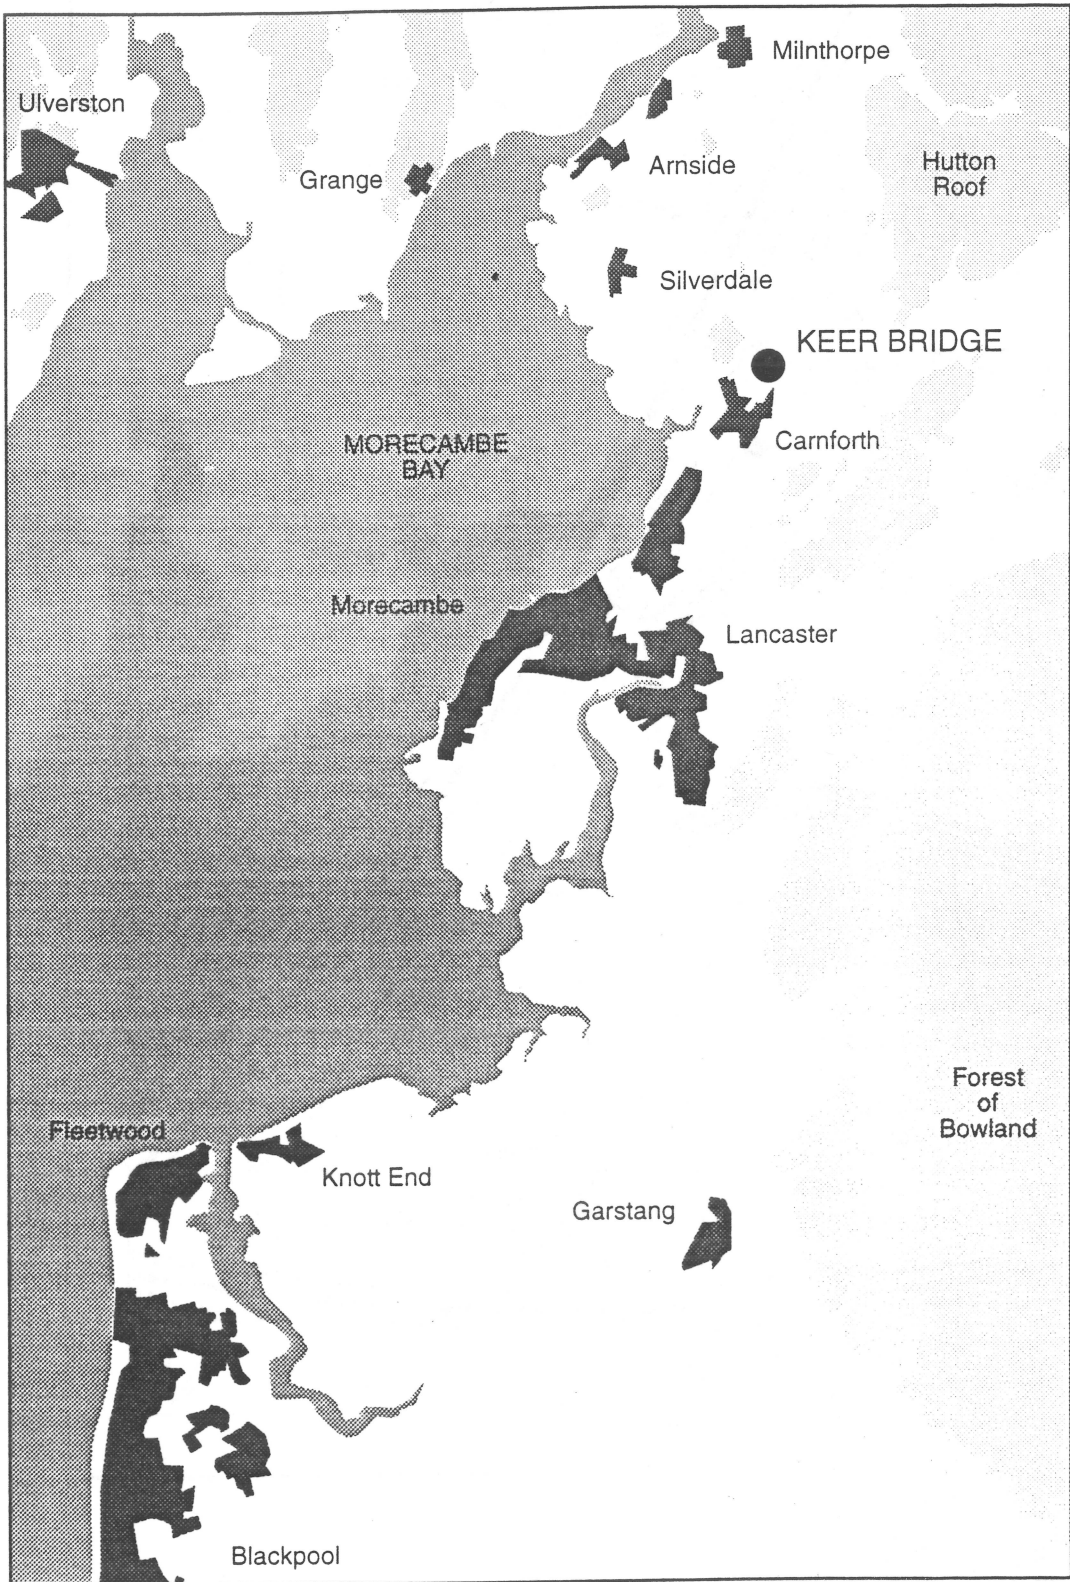 Milnthorpe
Ulverston
Arnside
Hutton
Roof
Grange
Silverdale
KEER BRIDGE
Carnforth
MORECAMBE
BAY
Morecambe
Lancaster
Forest
of
Bowland
Fleetwood
Knott End
Garstang
Blackpool